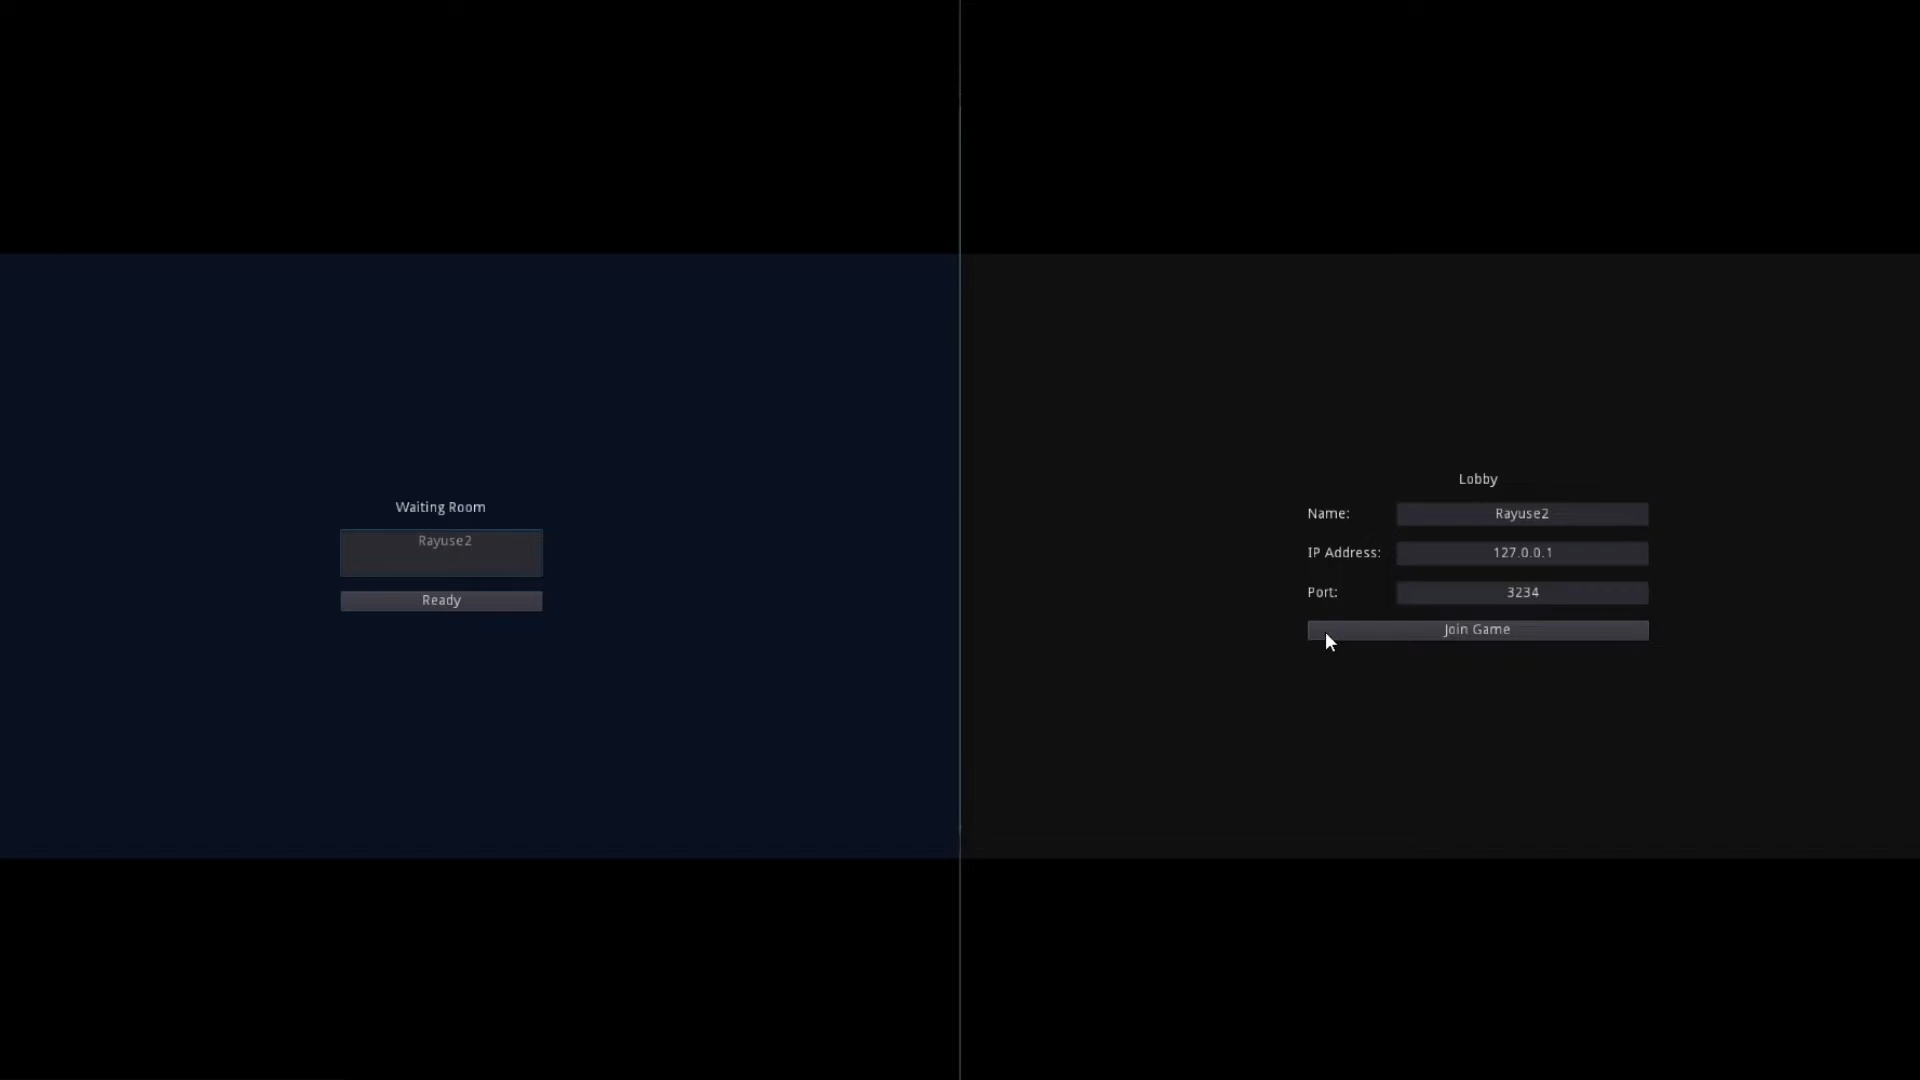 Waiting Room
Rayuse2
Ready
Lobby
Name: Rayuse2
IP Address: 127.0.0.1
Port: 3234
Join Game